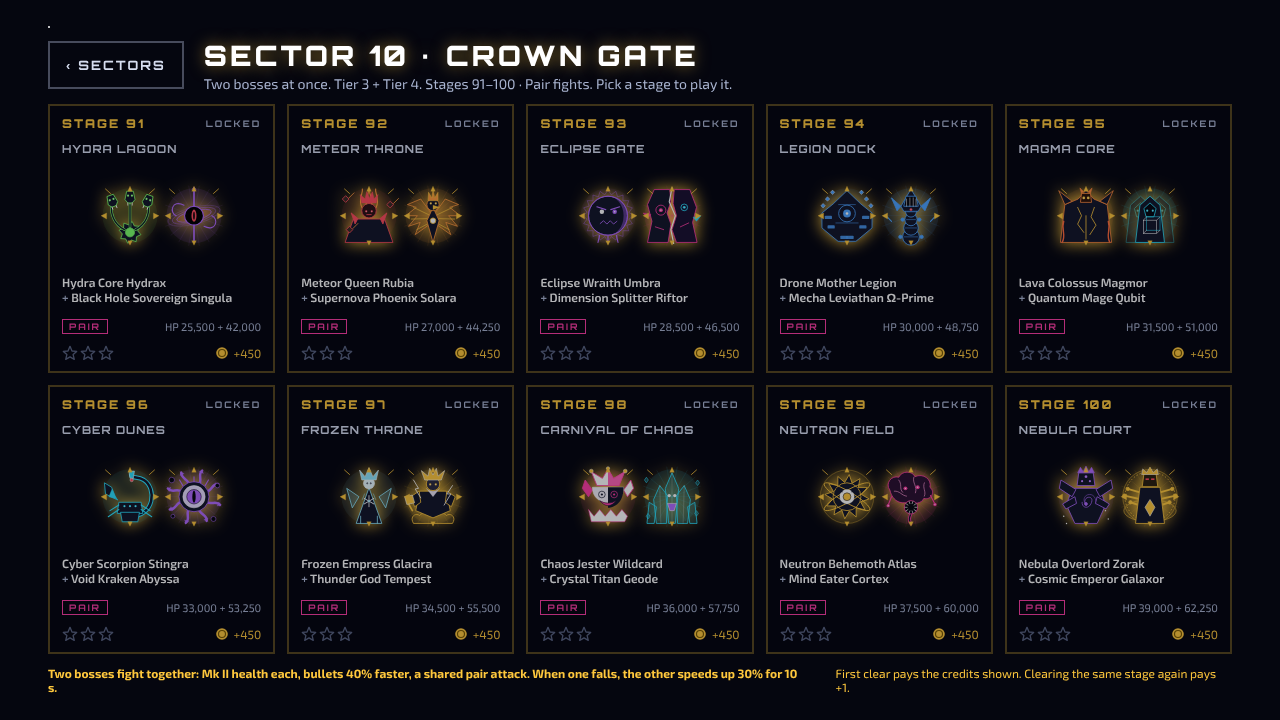 ‹ SECTORS
SECTOR 10 · CROWN GATE
Two bosses at once. Tier 3 + Tier 4. Stages 91–100 · Pair fights. Pick a stage to play it.
STAGE 91 LOCKED
HYDRA LAGOON
Hydra Core Hydrax
+ Black Hole Sovereign Singula
PAIR HP 25,500 + 42,000
+450
STAGE 92 LOCKED
METEOR THRONE
Meteor Queen Rubia
+ Supernova Phoenix Solara
PAIR HP 27,000 + 44,250
+450
STAGE 93 LOCKED
ECLIPSE GATE
Eclipse Wraith Umbra
+ Dimension Splitter Riftor
PAIR HP 28,500 + 46,500
+450
STAGE 94 LOCKED
LEGION DOCK
Drone Mother Legion
+ Mecha Leviathan Ω-Prime
PAIR HP 30,000 + 48,750
+450
STAGE 95 LOCKED
MAGMA CORE
Lava Colossus Magmor
+ Quantum Mage Qubit
PAIR HP 31,500 + 51,000
+450
STAGE 96 LOCKED
CYBER DUNES
Cyber Scorpion Stingra
+ Void Kraken Abyssa
PAIR HP 33,000 + 53,250
+450
STAGE 97 LOCKED
FROZEN THRONE
Frozen Empress Glacira
+ Thunder God Tempest
PAIR HP 34,500 + 55,500
+450
STAGE 98 LOCKED
CARNIVAL OF CHAOS
Chaos Jester Wildcard
+ Crystal Titan Geode
PAIR HP 36,000 + 57,750
+450
STAGE 99 LOCKED
NEUTRON FIELD
Neutron Behemoth Atlas
+ Mind Eater Cortex
PAIR HP 37,500 + 60,000
+450
STAGE 100 LOCKED
NEBULA COURT
Nebula Overlord Zorak
+ Cosmic Emperor Galaxor
PAIR HP 39,000 + 62,250
+450
Two bosses fight together: Mk II health each, bullets 40% faster, a shared pair attack. When one falls, the other speeds up 30% for 10
s.
First clear pays the credits shown. Clearing the same stage again pays
+1.